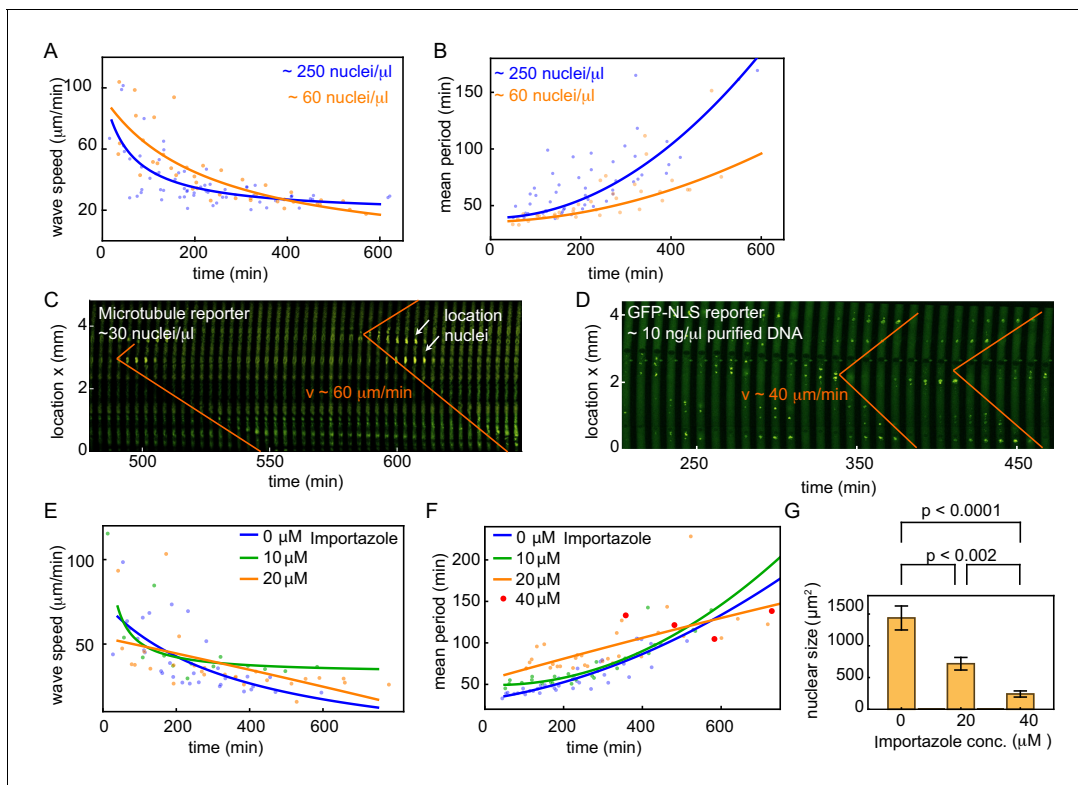 A
wave speed (µm/min)
100
60
20
~ 250 nuclei/µl
~ 60 nuclei/µl
0
200
400
600
time (min)
B
mean period (min)
150
100
50
~ 250 nuclei/µl
~ 60 nuclei/µl
0
200
400
600
time (min)
C
location x (mm)
4
2
0
Microtubule reporter
~30 nuclei/µl
location
nuclei
v ~ 60 µm/min
500
550
600
time (min)
D
location x (mm)
4
2
0
GFP-NLS reporter
~ 10 ng/µl purified DNA
v ~ 40 µm/min
250
350
450
time (min)
E
wave speed (µm/min)
100
50
0 µM Importazole
10 µM
20 µM
0
200
400
600
time (min)
F
mean period (min)
200
150
100
50
0 µM Importazole
10 µM
20 µM
40 µM
0
200
400
600
time (min)
G
p < 0.0001
p < 0.002
nuclear size (µm²)
1500
1000
500
0
0
20
40
Importazole conc. (µM )